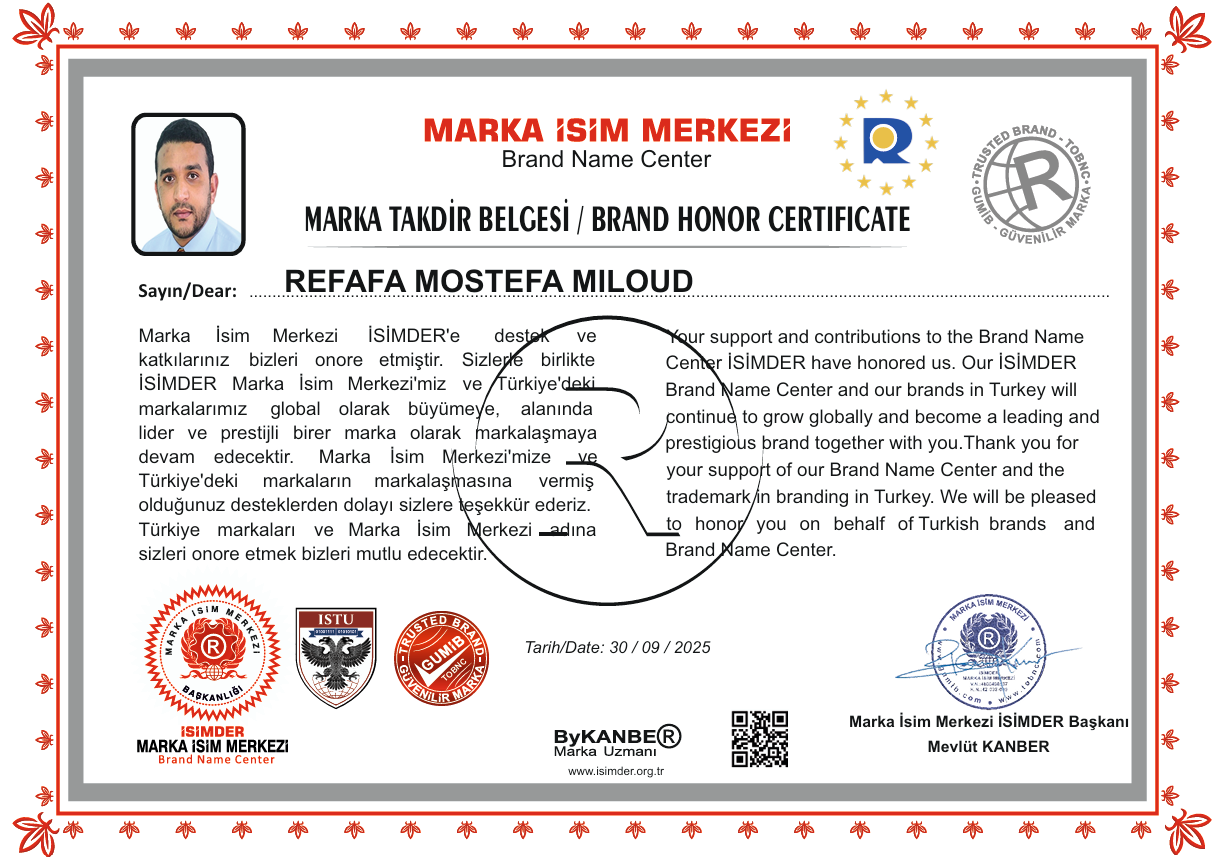 MARKA İSİM MERKEZİ
Brand Name Center
TRUSTED BRAND - TOBNC
GUMİB - GÜVENİLİR MARKA
MARKA TAKDİR BELGESİ / BRAND HONOR CERTIFICATE
Sayın/Dear: REFAFA MOSTEFA MILOUD
Marka İsim Merkezi İSİMDER'e destek ve
katkılarınız bizleri onore etmiştir. Sizlerle birlikte
İSİMDER Marka İsim Merkezi'miz ve Türkiye'deki
markalarımız global olarak büyümeye, alanında
lider ve prestijli birer marka olarak markalaşmaya
devam edecektir. Marka İsim Merkezi'mize ve
Türkiye'deki markaların markalaşmasına vermiş
olduğunuz desteklerden dolayı sizlere teşekkür ederiz.
Türkiye markaları ve Marka İsim Merkezi adına
sizleri onore etmek bizleri mutlu edecektir.
Your support and contributions to the Brand Name
Center İSİMDER have honored us. Our İSİMDER
Brand Name Center and our brands in Turkey will
continue to grow globally and become a leading and
prestigious brand together with you.Thank you for
your support of our Brand Name Center and the
trademark in branding in Turkey. We will be pleased
to honor you on behalf of Turkish brands and
Brand Name Center.
MARKA İSİM MERKEZİ
R
BAŞKANLIĞI
İSİMDER
MARKA İSİM MERKEZİ
Brand Name Center
ISTU
01001111 01010101
TRUSTED BRAND
GUMİB
TOBNC
GÜVENİLİR MARKA
Tarih/Date: 30 / 09 / 2025
ByKANBE®
Marka Uzmanı
www.isimder.org.tr
MARKA İSİM MERKEZİ
R
İSİMDER
MARKA İSİM MERKEZİ
Marka İsim Merkezi İSİMDER Başkanı
Mevlüt KANBER